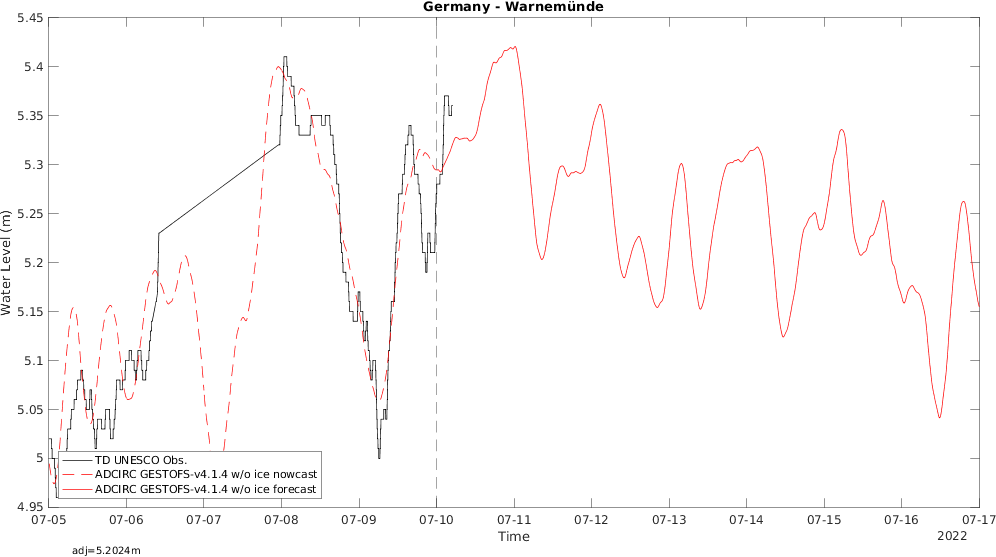 Germany - Warnemünde
5.45
5.4
5.35
5.3
5.25
5.2
5.15
5.1
5.05
5
4.95
Water Level (m)
TD UNESCO Obs.
ADCIRC GESTOFS-v4.1.4 w/o ice nowcast
ADCIRC GESTOFS-v4.1.4 w/o ice forecast
07-05 07-06 07-07 07-08 07-09 07-10 07-11 07-12 07-13 07-14 07-15 07-16 07-17
Time
2022
adj=5.2024m